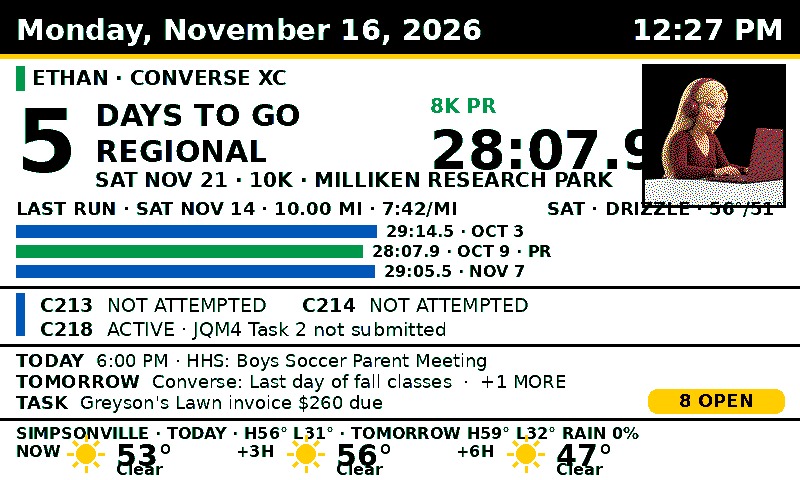 Monday, November 16, 2026 12:27 PM
ETHAN · CONVERSE XC
5 DAYS TO GO
REGIONAL
8K PR
28:07.9
SAT NOV 21 · 10K · MILLIKEN RESEARCH PARK
LAST RUN · SAT NOV 14 · 10.00 MI · 7:42/MI SAT · DRIZZLE · 56°/51
29:14.5 · OCT 3
28:07.9 · OCT 9 · PR
29:05.5 · NOV 7
C213 NOT ATTEMPTED C214 NOT ATTEMPTED
C218 ACTIVE · JQM4 Task 2 not submitted
TODAY 6:00 PM · HHS: Boys Soccer Parent Meeting
TOMORROW Converse: Last day of fall classes · +1 MORE
TASK Greyson's Lawn invoice $260 due 8 OPEN
SIMPSONVILLE · TODAY · H56° L31° · TOMORROW H59° L32° RAIN 0%
NOW 53° +3H 56° +6H 47°
Clear Clear Clear